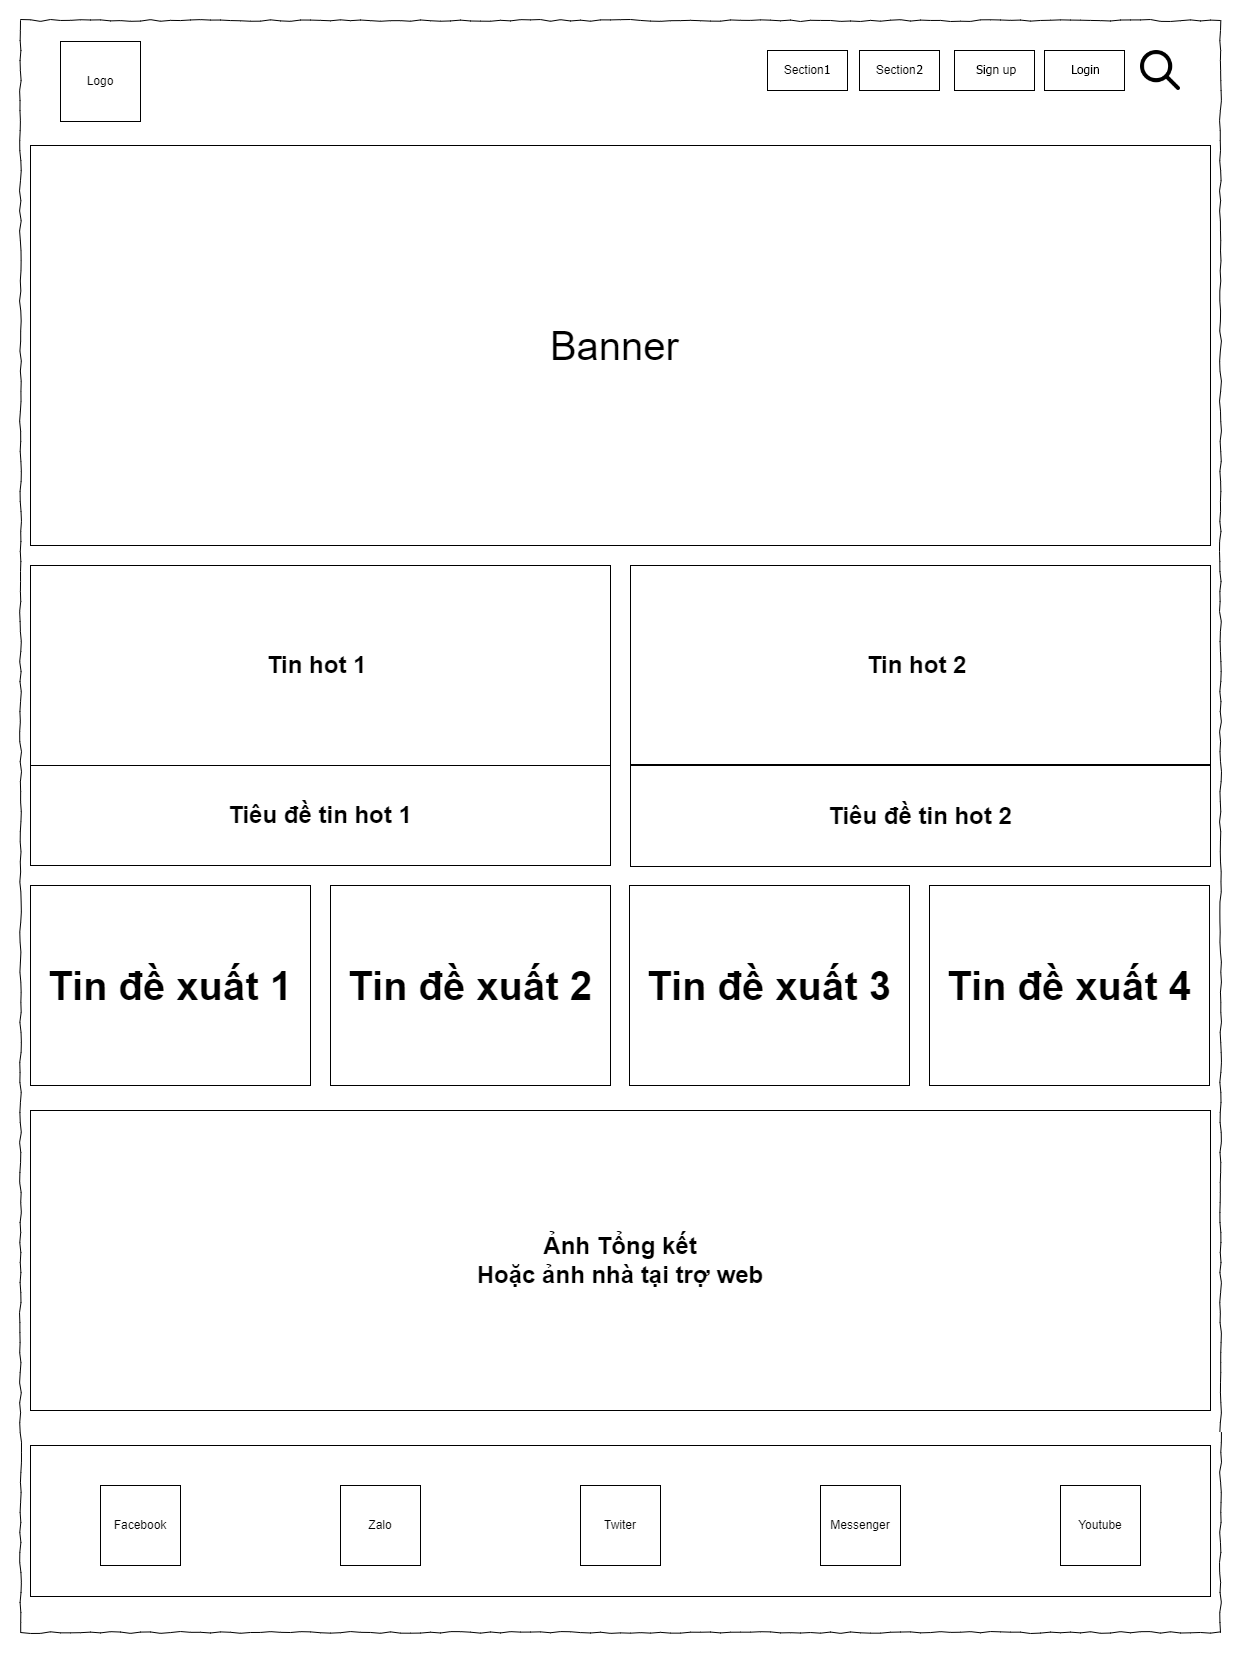 Logo
Section1
Section2
Sign up
Login
Banner
Tin hot 1
Tin hot 2
Tiêu đề tin hot 1
Tiêu đề tin hot 2
Tin đề xuất 1
Tin đề xuất 2
Tin đề xuất 3
Tin đề xuất 4
Ảnh Tổng kết
Hoặc ảnh nhà tại trợ web
Facebook
Zalo
Twiter
Messenger
Youtube